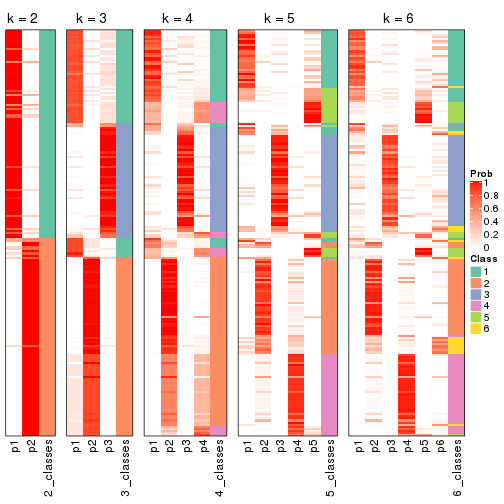 k = 2
k = 3
k = 4
k = 5
k = 6
p1
p2
2_classes
p1
p2
p3
3_classes
p1
p2
p3
p4
4_classes
p1
p2
p3
p4
p5
5_classes
p1
p2
p3
p4
p5
p6
6_classes
Prob
1
0.8
0.6
0.4
0.2
0
Class
1
2
3
4
5
6